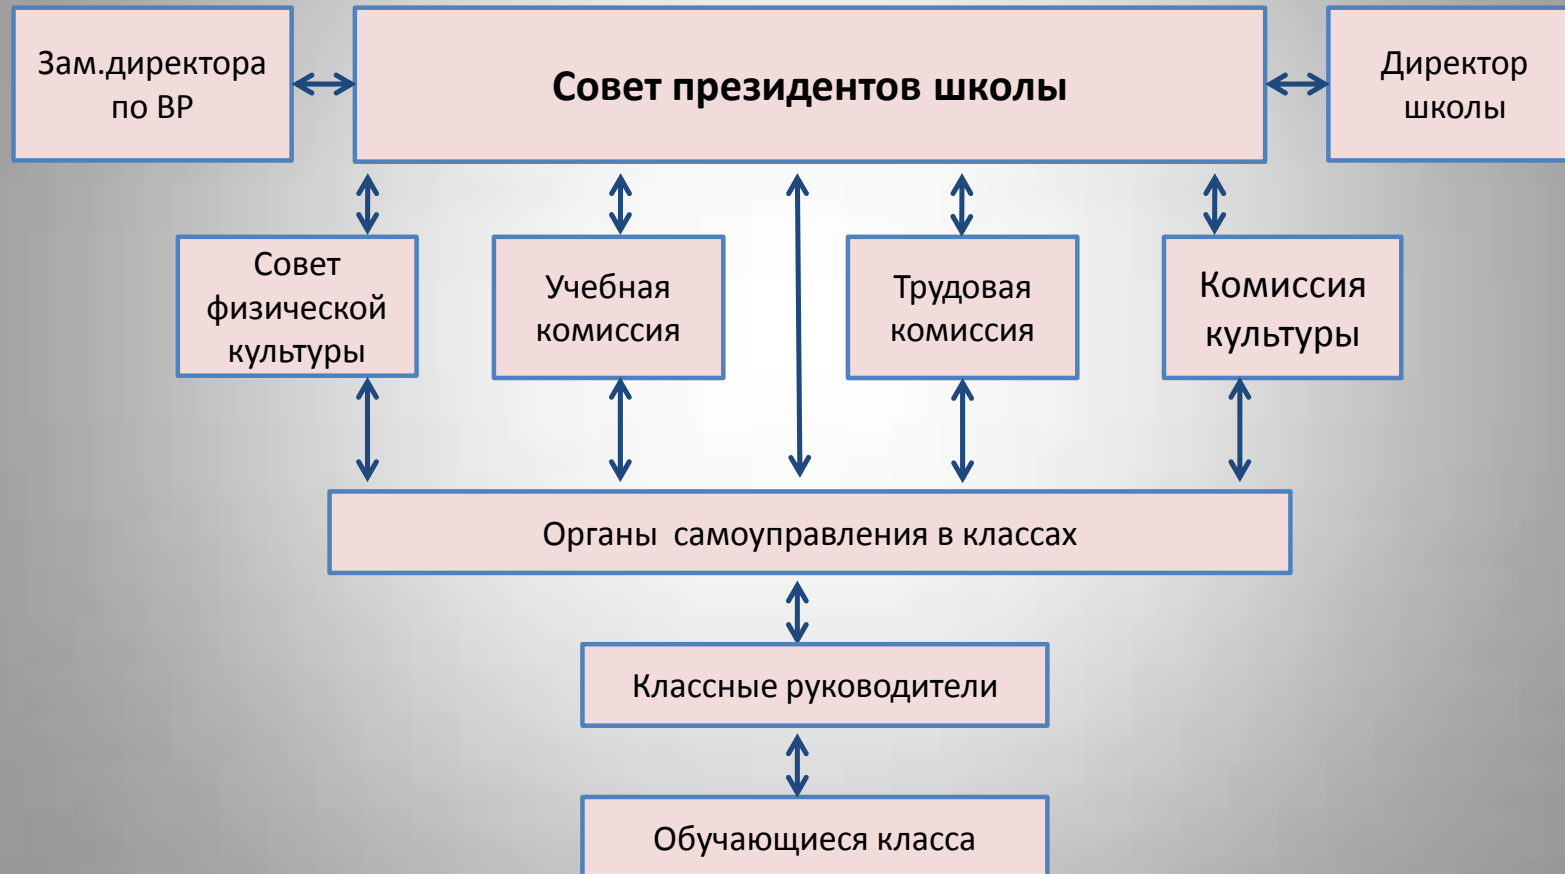 Зам.директора
по ВР
Совет президентов школы
Директор
школы
Совет
физической
культуры
Учебная
комиссия
Трудовая
комиссия
Комиссия
культуры
Органы  самоуправления в классах
Классные руководители
Обучающиеся класса